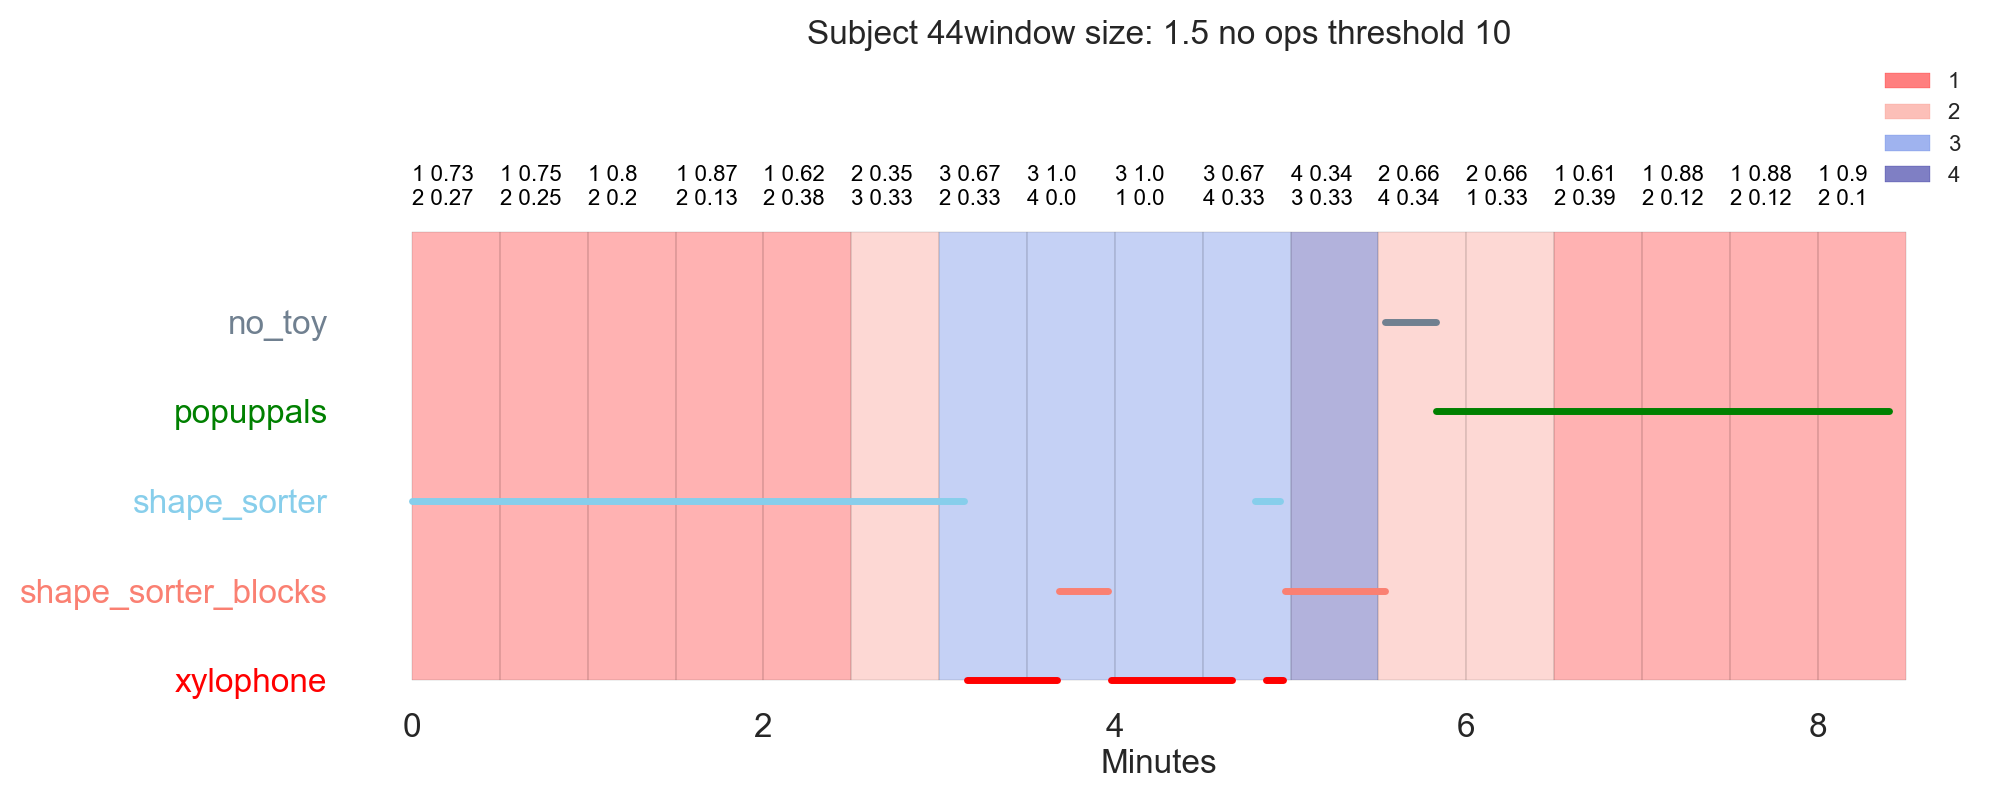 Subject 44window size: 1.5 no ops threshold 10
1
2
3
4
1 0.73 1 0.75 1 0.8 1 0.87 1 0.62 2 0.35 3 0.67 3 1.0 3 1.0 3 0.67 4 0.34 2 0.66 2 0.66 1 0.61 1 0.88 1 0.88 1 0.9
2 0.27 2 0.25 2 0.2 2 0.13 2 0.38 3 0.33 2 0.33 4 0.0 1 0.0 4 0.33 3 0.33 4 0.34 1 0.33 2 0.39 2 0.12 2 0.12 2 0.1
no_toy
popuppals
shape_sorter
shape_sorter_blocks
xylophone
0 2 4 6 8
Minutes